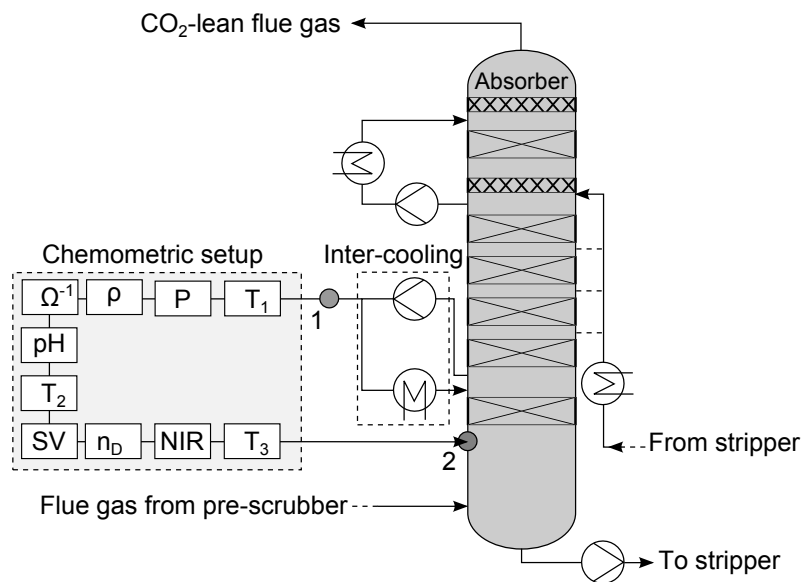 CO₂-lean flue gas
Absorber
Chemometric setup
Inter-cooling
Ω⁻¹
ρ
P
T₁
1
pH
T₂
SV
n_D
NIR
T₃
2
From stripper
Flue gas from pre-scrubber
To stripper